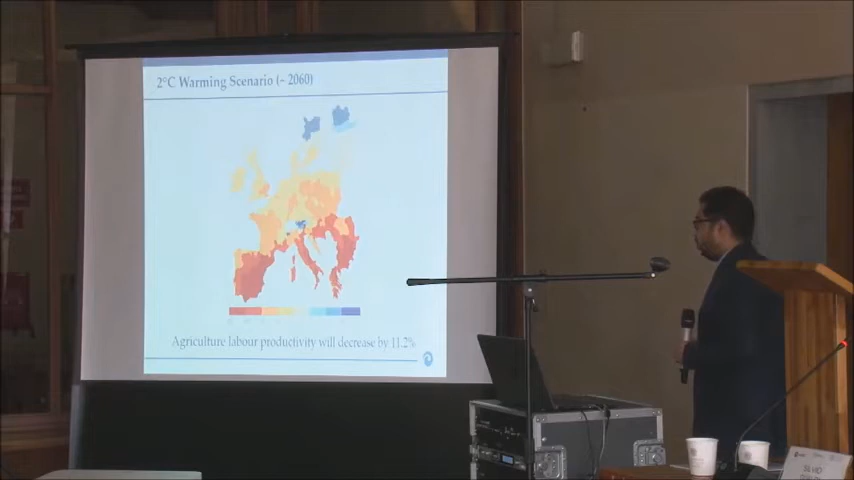 2°C Warming Scenario (~ 2060)
Agriculture labour productivity will decrease by 11.2%